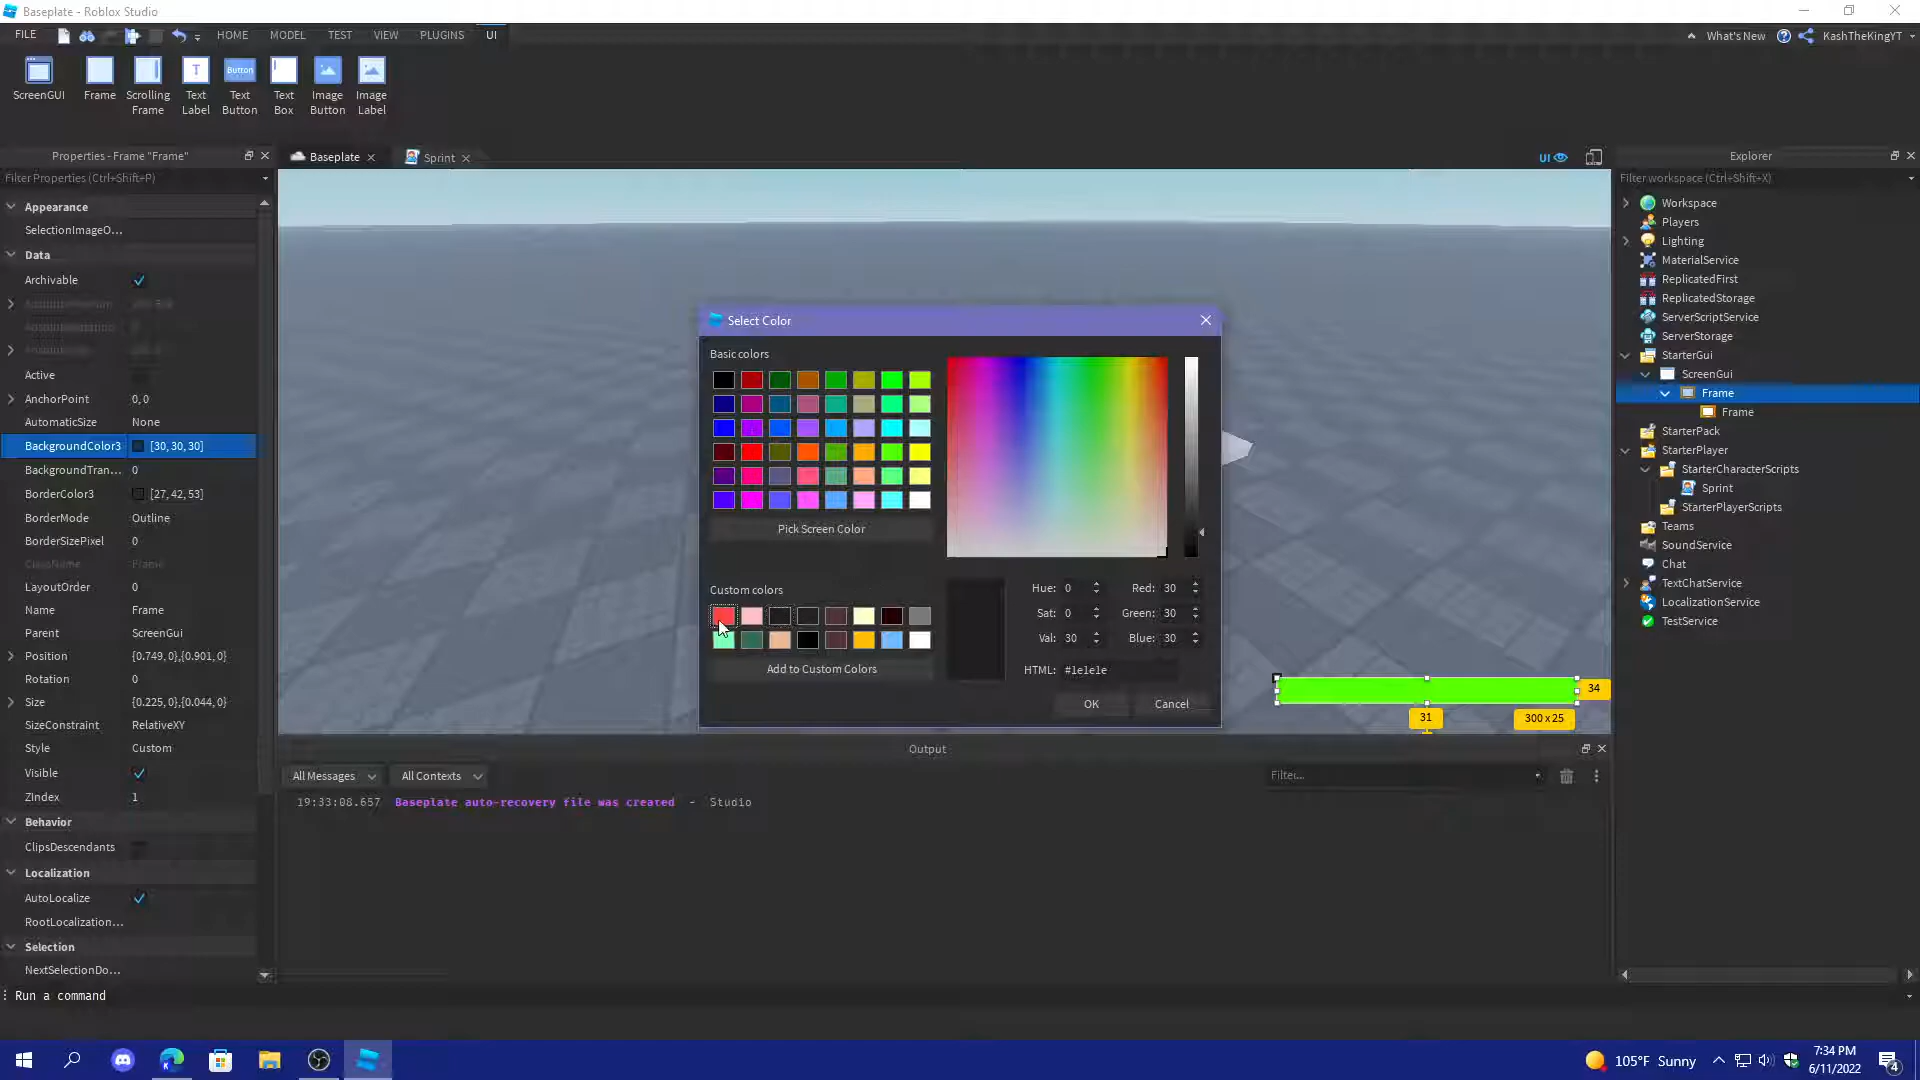 Baseplate - Roblox Studio
FILE
HOME
MODEL
TEST
VIEW
PLUGINS
UI
What's New
KashTheKingYT
ScreenGUI
Frame
Scrolling
Frame
Text
Label
Text
Button
Text
Box
Image
Button
Image
Label
Button
T
Properties - Frame "Frame"
Filter Properties (Ctrl+Shift+P)
Appearance
SelectionImageO...
Data
Archivable
Active
AnchorPoint 0, 0
AutomaticSize None
BackgroundColor3 [30, 30, 30]
BackgroundTran... 0
BorderColor3 [27, 42, 53]
BorderMode Outline
BorderSizePixel 0
ClassName Frame
LayoutOrder 0
Name Frame
Parent ScreenGui
Position {0.749, 0},{0.901, 0}
Rotation 0
Size {0.225, 0},{0.044, 0}
SizeConstraint RelativeXY
Style Custom
Visible
ZIndex 1
Behavior
ClipsDescendants
Localization
AutoLocalize
RootLocalization...
Selection
NextSelectionDo...
Baseplate
Sprint
UI
Select Color
Basic colors
Pick Screen Color
Custom colors
Add to Custom Colors
Hue: 0
Red: 30
Sat: 0
Green: 30
Val: 30
Blue: 30
HTML: #1e1e1e
OK
Cancel
34
31
300 x 25
Output
All Messages
All Contexts
Filter...
19:33:08.657 Baseplate auto-recovery file was created - Studio
Explorer
Filter workspace (Ctrl+Shift+X)
Workspace
Players
Lighting
MaterialService
ReplicatedFirst
ReplicatedStorage
ServerScriptService
ServerStorage
StarterGui
ScreenGui
Frame
Frame
StarterPack
StarterPlayer
StarterCharacterScripts
Sprint
StarterPlayerScripts
Teams
SoundService
Chat
TextChatService
LocalizationService
TestService
Run a command
105°F Sunny
7:34 PM
6/11/2022
4